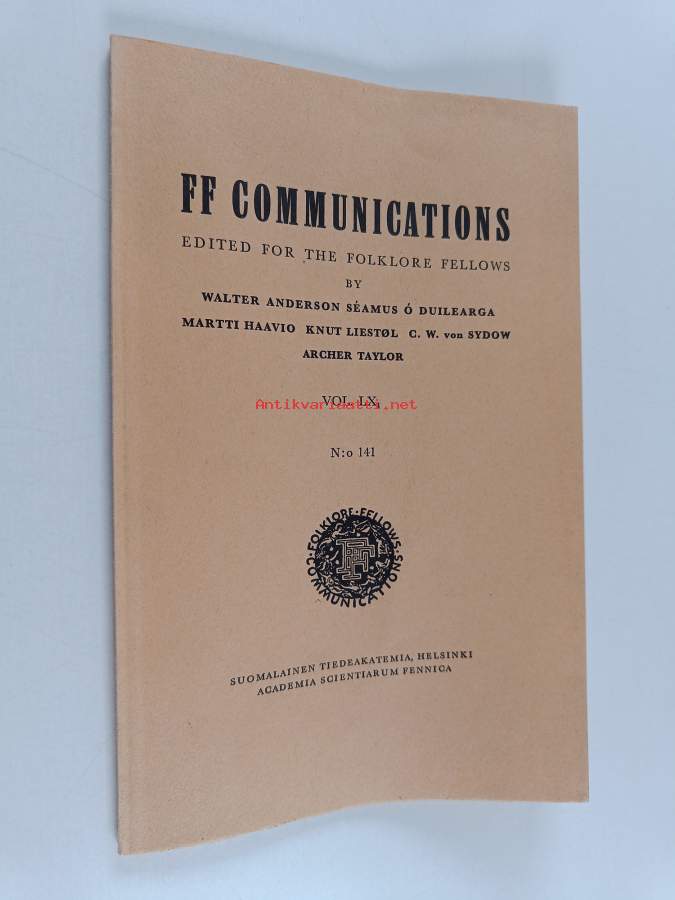 FF COMMUNICATIONS
EDITED FOR THE FOLKLORE FELLOWS
BY
WALTER ANDERSON SÉAMUS Ó DUILEARGA
MARTTI HAAVIO KNUT LIESTØL C. W. von SYDOW
ARCHER TAYLOR
VOL.
Antikvariaatti.net
N:o 141
FOLKLORE · FELLOWS · COMMUNICATIONS ·
FF
SUOMALAINEN TIEDEAKATEMIA, HELSINKI
ACADEMIA SCIENTIARUM FENNICA